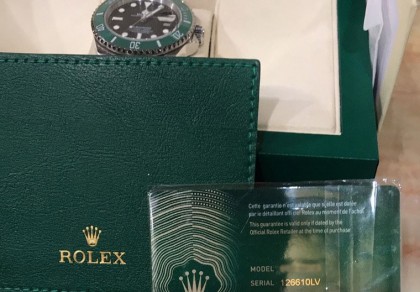 ROLEX
Cette garantie n'est valable que si elle est datée
par le détaillant officiel Rolex au moment de l'achat
This guarantee is valid only if dated by the
Official Rolex Retailer at the time of purchase
MODEL
SERIAL 126610LV